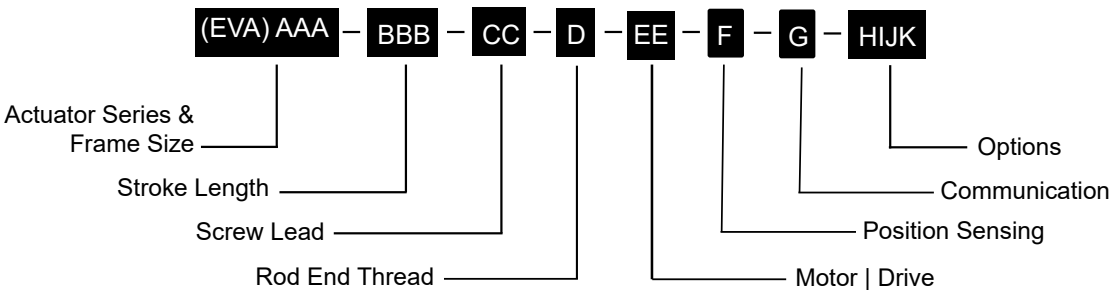 (EVA) AAA – BBB – CC – D – EE – F – G – HIJK
Actuator Series &
Frame Size
Options
Stroke Length
Communication
Screw Lead
Position Sensing
Rod End Thread
Motor | Drive